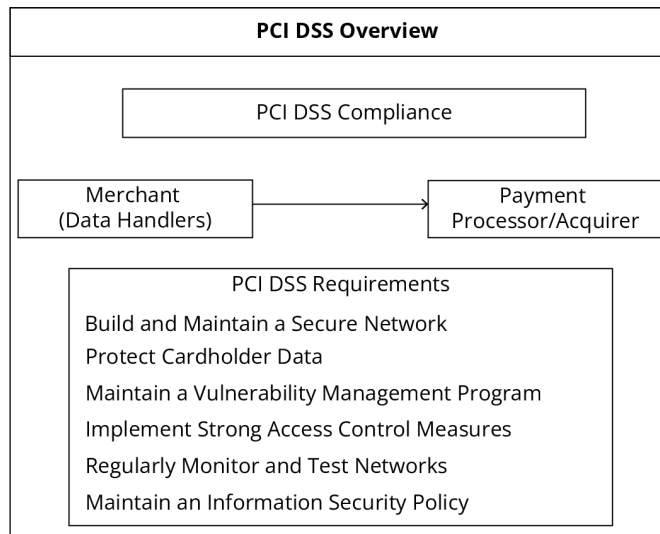 PCI DSS Overview
PCI DSS Compliance
Merchant
(Data Handlers)
Payment
Processor/Acquirer
PCI DSS Requirements
Build and Maintain a Secure Network
Protect Cardholder Data
Maintain a Vulnerability Management Program
Implement Strong Access Control Measures
Regularly Monitor and Test Networks
Maintain an Information Security Policy